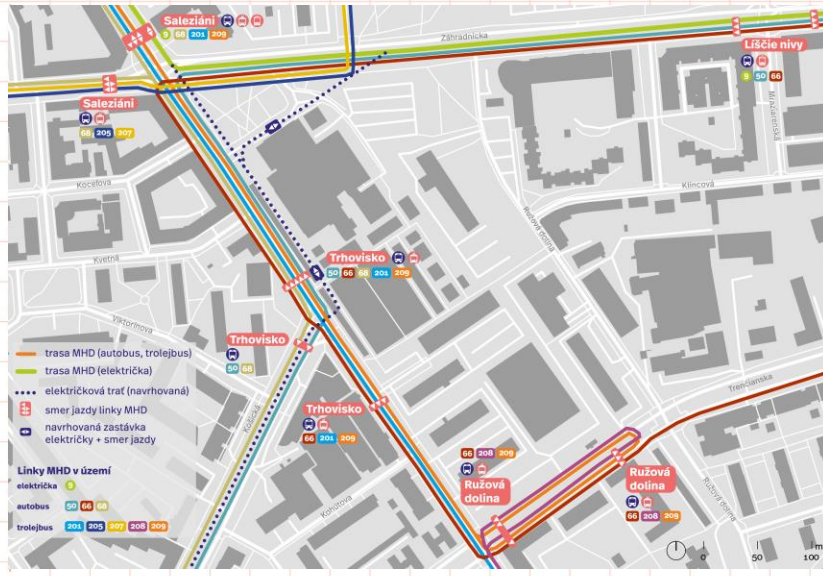 Saleziáni
9 68 201 209
Záhradnícka
Líščie nivy
9 50 66
Mraziarenská
Saleziáni
68 205 207
Kócelova
Klincová
Ružová dolina
Kvetná
Trhovisko
50 66 68 201 209
Viktorínova
Trhovisko
50 68
trasa MHD (autobus, trolejbus)
trasa MHD (električka)
električková trať (navrhovaná)
smer jazdy linky MHD
navrhovaná zastávka
električky + smer jazdy
Košická
Trenčianska
Trhovisko
66 201 209
Linky MHD v území
električka 9
autobus 50 66 68
trolejbus 201 205 207 208 209
Kohútova
66 208 209
Ružová
dolina
Ružová
dolina
66 208 209
Ružová dolina
0 50 100 m